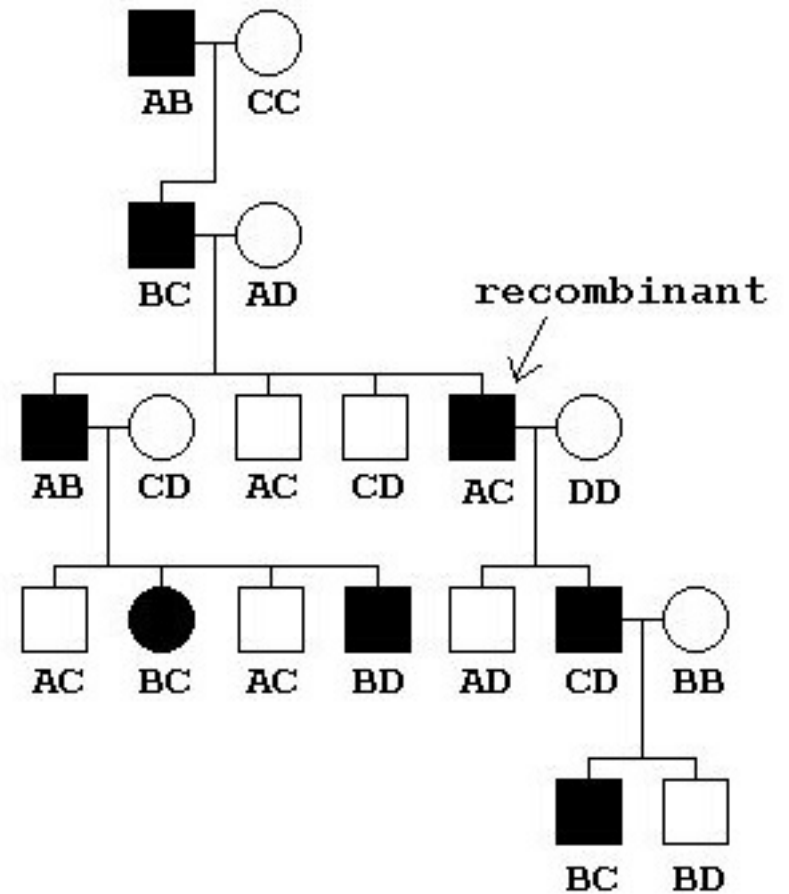 AB CC
BC AD
recombinant
AB CD AC CD AC DD
AC BC AC BD AD CD BB
BC BD